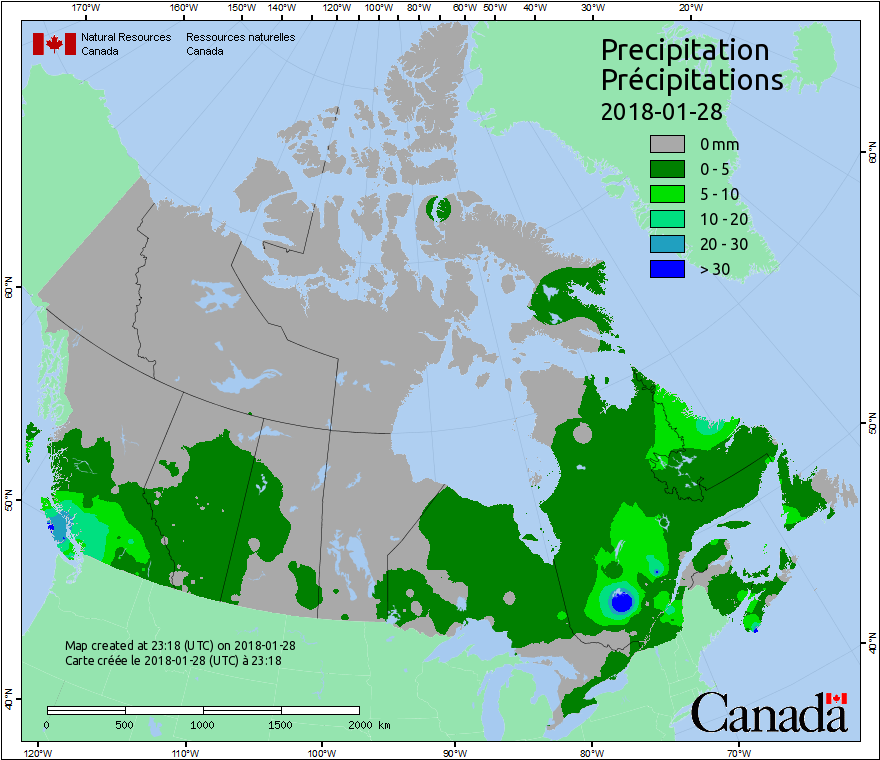 170°W 160°W 150°W 140°W 120°W 100°W 80°W 60°W 50°W 40°W 30°W 20°W
Natural Resources Ressources naturelles
Canada Canada
Precipitation
Précipitations
2018-01-28
0 mm
0 - 5
5 - 10
10 - 20
20 - 30
> 30
60°N
60°N
50°N
50°N
40°N
40°N
Map created at 23:18 (UTC) on 2018-01-28
Carte créée le 2018-01-28 (UTC) à 23:18
0 500 1000 1500 2000 km
Canada
120°W 110°W 100°W 90°W 80°W 70°W